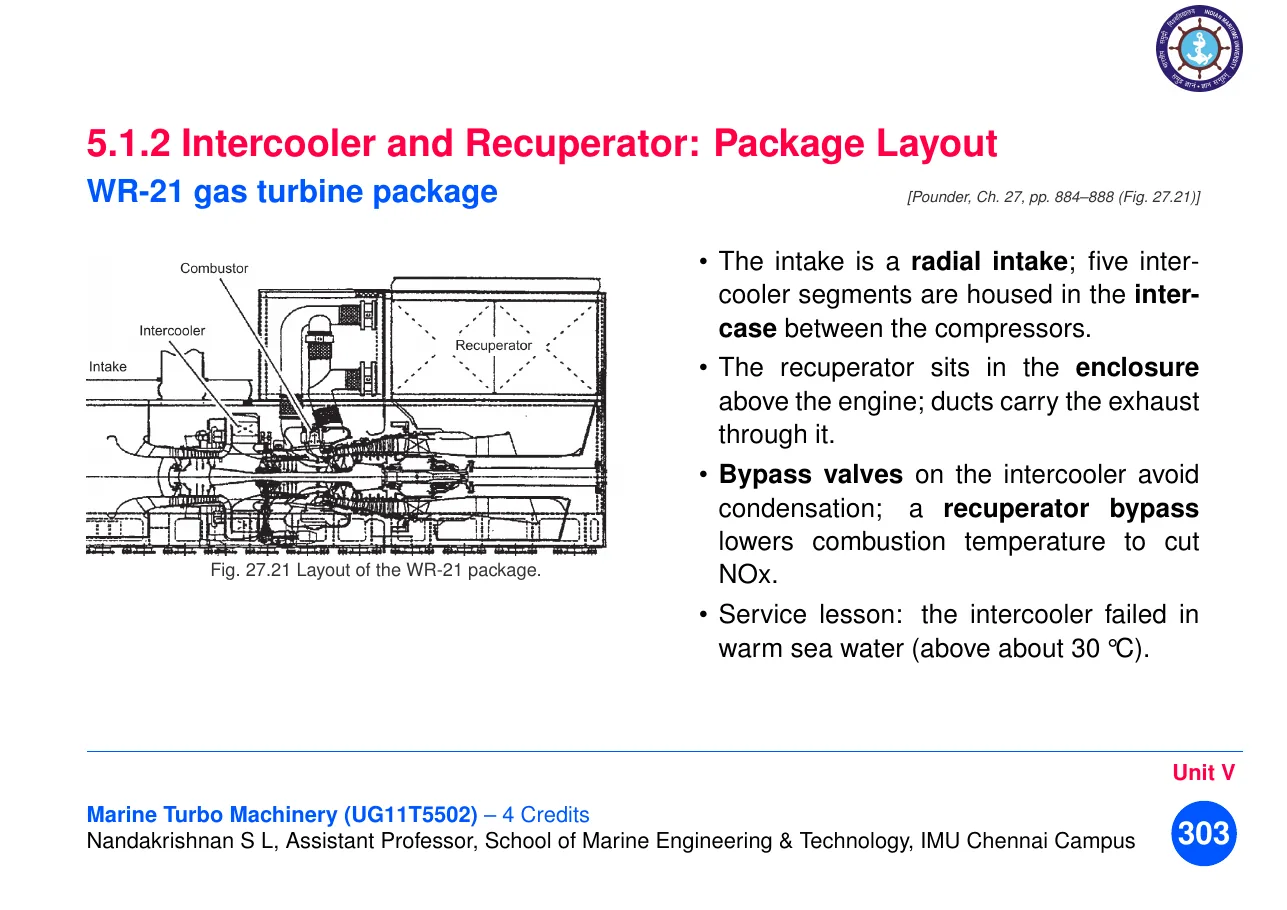 INDIAN MARITIME UNIVERSITY
5.1.2 Intercooler and Recuperator: Package Layout
WR-21 gas turbine package
[Pounder, Ch. 27, pp. 884–888 (Fig. 27.21)]
Combustor
Intercooler
Recuperator
Intake
Fig. 27.21 Layout of the WR-21 package.
• The intake is a radial intake; five inter-
cooler segments are housed in the inter-
case between the compressors.
• The recuperator sits in the enclosure
above the engine; ducts carry the exhaust
through it.
• Bypass valves on the intercooler avoid
condensation; a recuperator bypass
lowers combustion temperature to cut
NOx.
• Service lesson: the intercooler failed in
warm sea water (above about 30 °C).
Unit V
Marine Turbo Machinery (UG11T5502) – 4 Credits
Nandakrishnan S L, Assistant Professor, School of Marine Engineering & Technology, IMU Chennai Campus
303